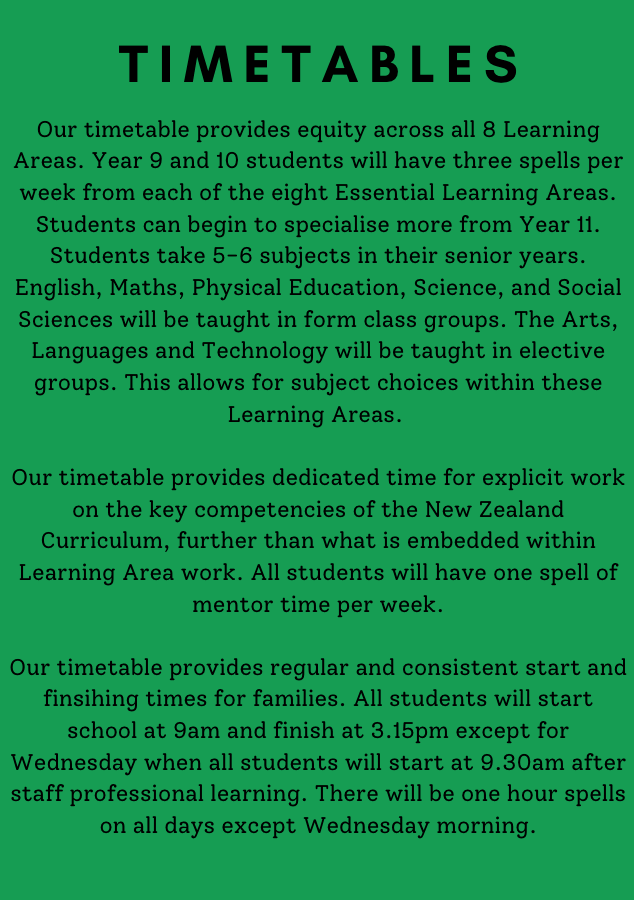 TIMETABLES
Our timetable provides equity across all 8 Learning
Areas. Year 9 and 10 students will have three spells per
week from each of the eight Essential Learning Areas.
Students can begin to specialise more from Year 11.
Students take 5-6 subjects in their senior years.
English, Maths, Physical Education, Science, and Social
Sciences will be taught in form class groups. The Arts,
Languages and Technology will be taught in elective
groups. This allows for subject choices within these
Learning Areas.
Our timetable provides dedicated time for explicit work
on the key competencies of the New Zealand
Curriculum, further than what is embedded within
Learning Area work. All students will have one spell of
mentor time per week.
Our timetable provides regular and consistent start and
finsihing times for families. All students will start
school at 9am and finish at 3.15pm except for
Wednesday when all students will start at 9.30am after
staff professional learning. There will be one hour spells
on all days except Wednesday morning.